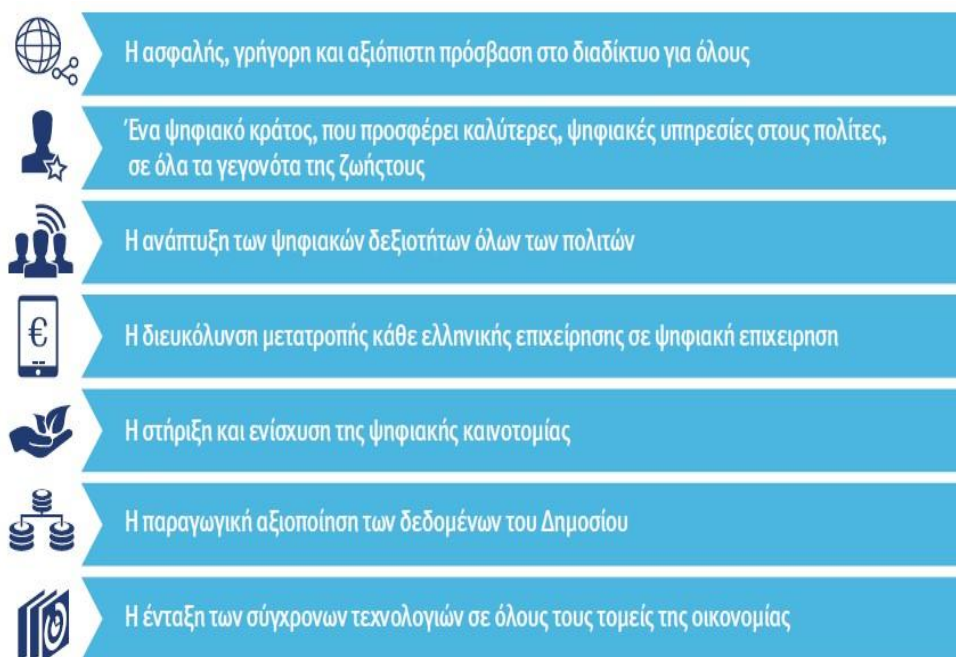 Η ασφαλής, γρήγορη και αξιόπιστη πρόσβαση στο διαδίκτυο για όλους
Ένα ψηφιακό κράτος, που προσφέρει καλύτερες, ψηφιακές υπηρεσίες στους πολίτες,
σε όλα τα γεγονότα της ζωήςτους
Η ανάπτυξη των ψηφιακών δεξιοτήτων όλων των πολιτών
€
Η διευκόλυνση μετατροπής κάθε ελληνικής επιχείρησης σε ψηφιακή επιχειρηση
Η στήριξη και ενίσχυση της ψηφιακής καινοτομίας
Η παραγωγική αξιοποίηση των δεδομένων του Δημοσίου
Η ένταξη των σύγχρονων τεχνολογιών σε όλους τους τομείς της οικονομίας